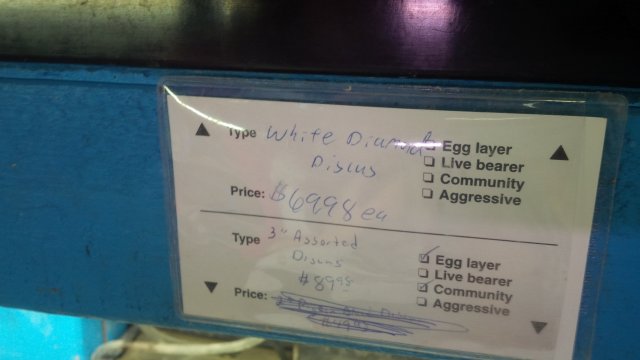 ▲ Type White Diamond ☐ Egg layer ▲
Discus ☐ Live bearer
☐ Community
Price: $6998 ea ☐ Aggressive
Type 3" Assorted ☑ Egg layer
Discus ☐ Live bearer
$8998 ☑ Community
▼ Price: ☐ Aggressive ▼